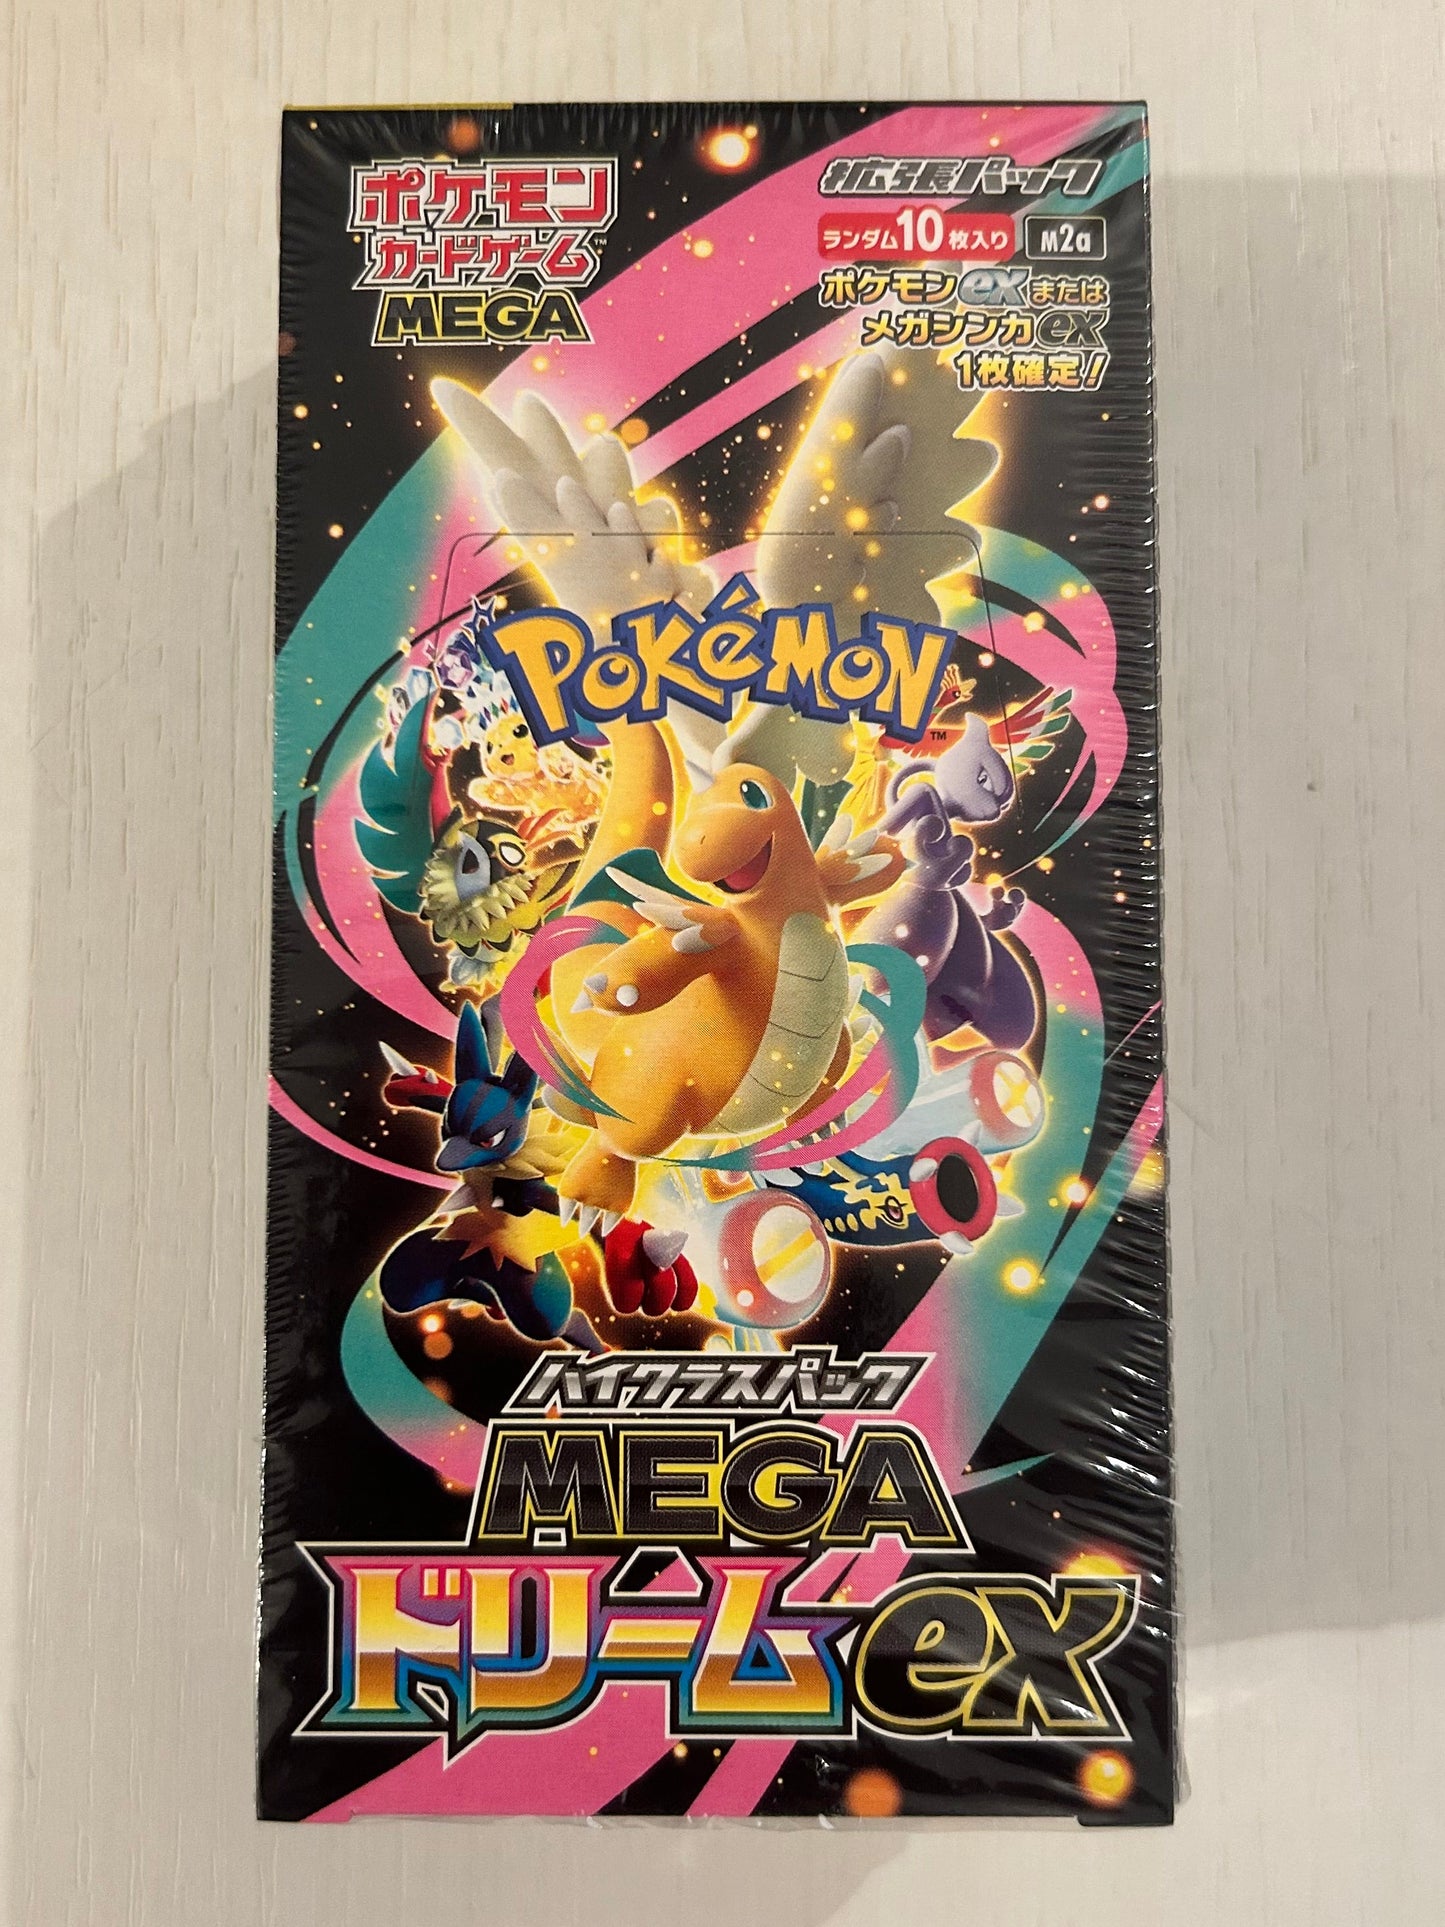 ポケモン
カードゲーム™
MEGA
拡張パック
ランダム10枚入り M2a
ポケモンexまたは
メガシンカex
1枚確定!
POKéMON™
ハイクラスパック
MEGA
ドリームex